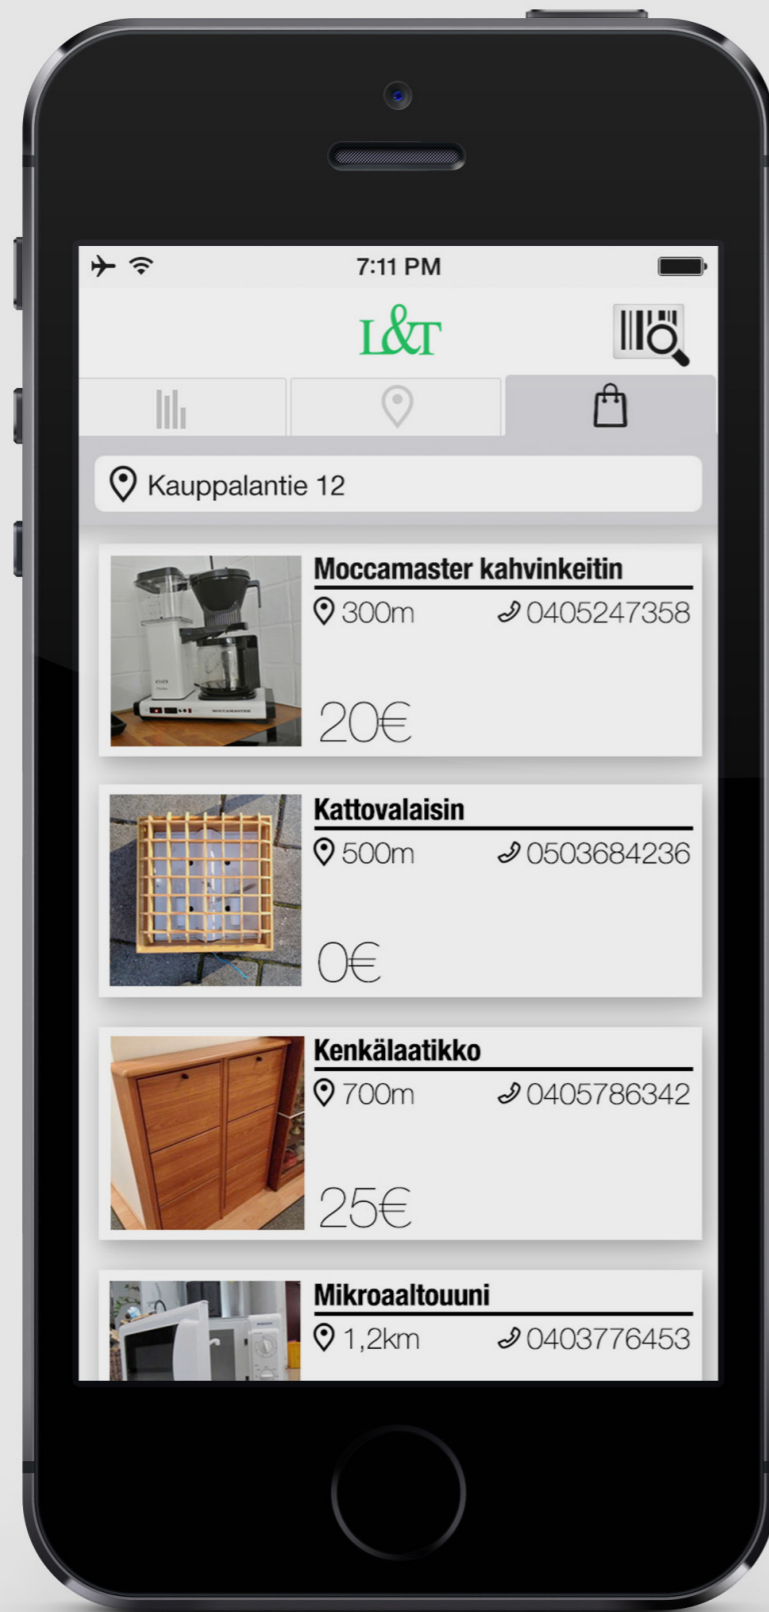 7:11 PM
L&T
Kauppalantie 12
Moccamaster kahvinkeitin
300m 0405247358
20€
MOCCAMASTER
Kattovalaisin
500m 0503684236
0€
Kenkälaatikko
700m 0405786342
25€
Mikroaaltouuni
1,2km 0403776453